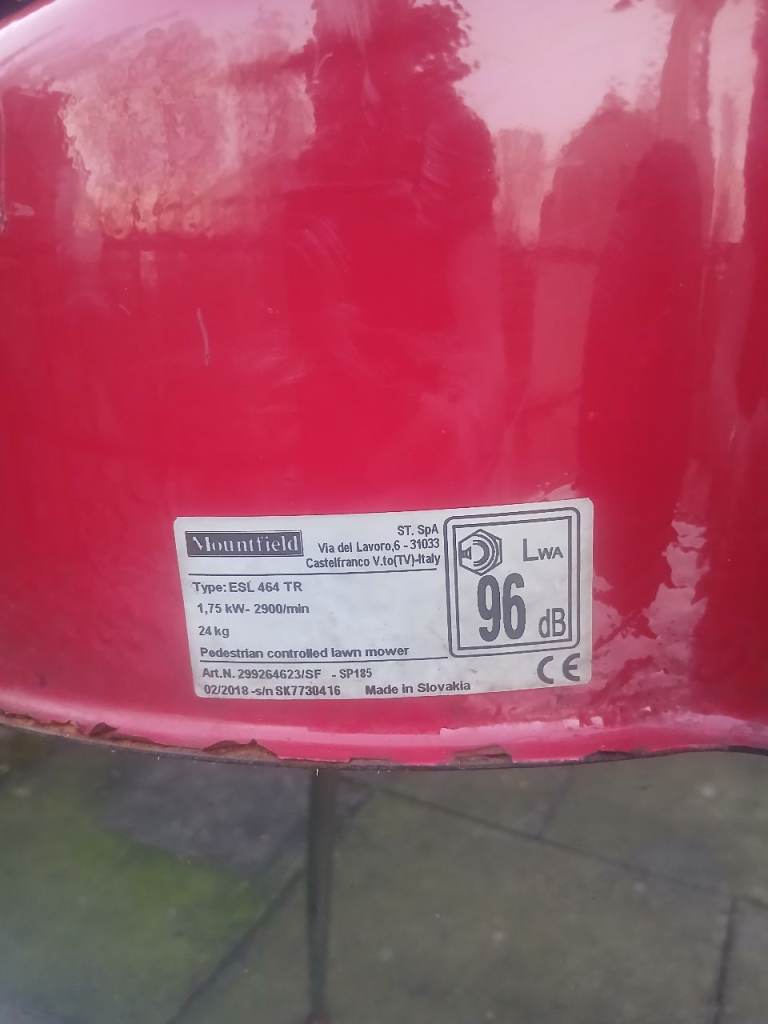 Mountfield
ST. SpA
Via del Lavoro,6 - 31033
Castelfranco V.to(TV)-Italy
Type: ESL 464 TR
1,75 kW- 2900/min
24 kg
Pedestrian controlled lawn mower
Art.N. 299264623/SF - SP185
02/2018 -s/n SK7730416 Made in Slovakia
LWA
96 dB
CE